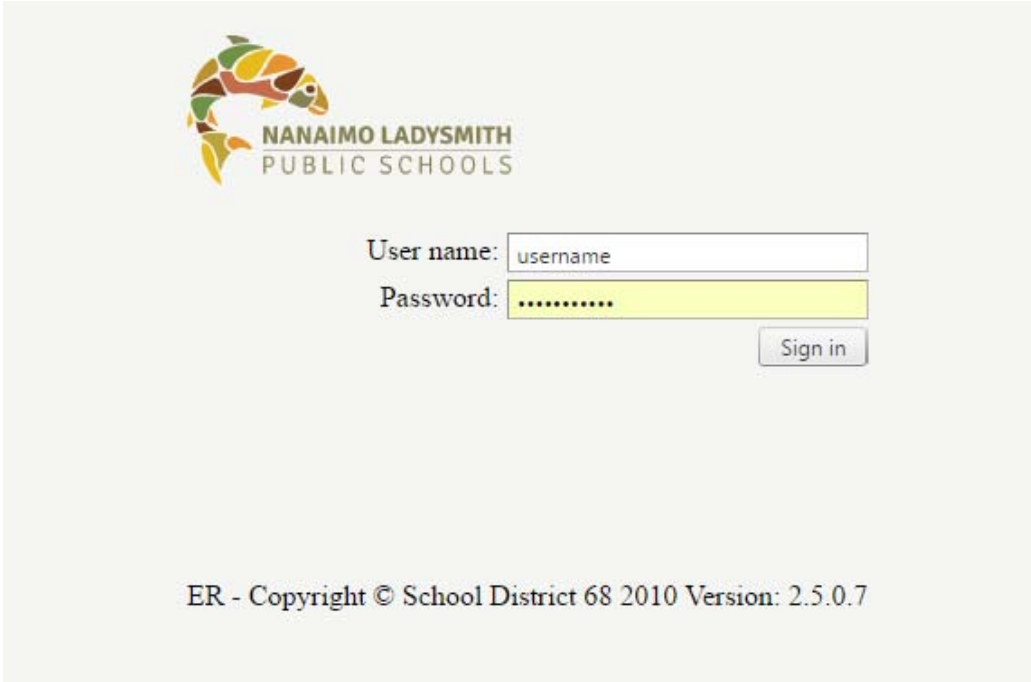 NANAIMO LADYSMITH
PUBLIC SCHOOLS
User name: username
Password: •••••••••••
Sign in
ER - Copyright © School District 68 2010 Version: 2.5.0.7